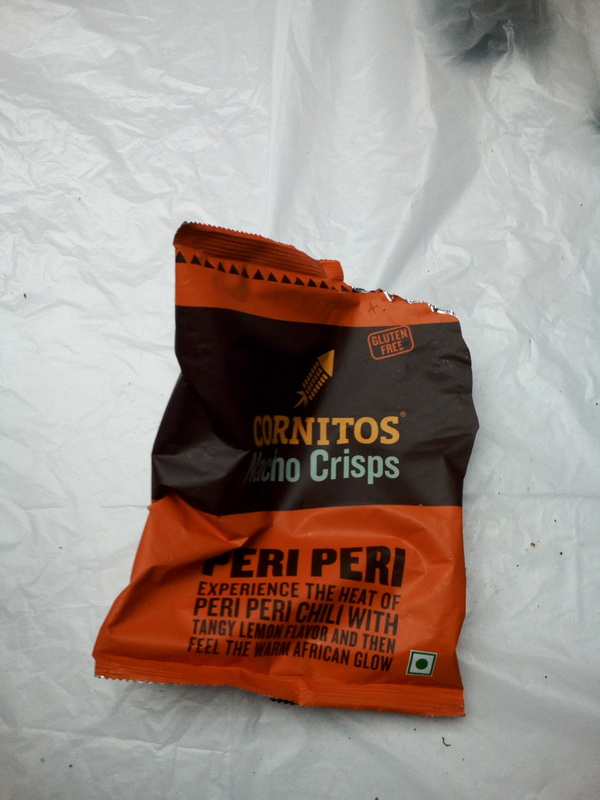 GLUTEN
FREE
CORNITOS®
Nacho Crisps
PERI PERI
EXPERIENCE THE HEAT OF
PERI PERI CHILI WITH
TANGY LEMON FLAVOR AND THEN
FEEL THE WARM AFRICAN GLOW